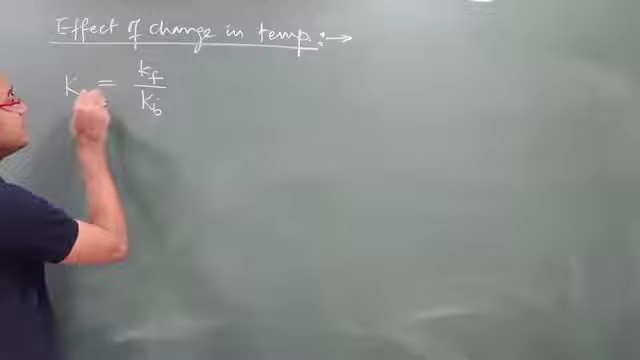 Effect of change in temp. :→
K = kf
Kb